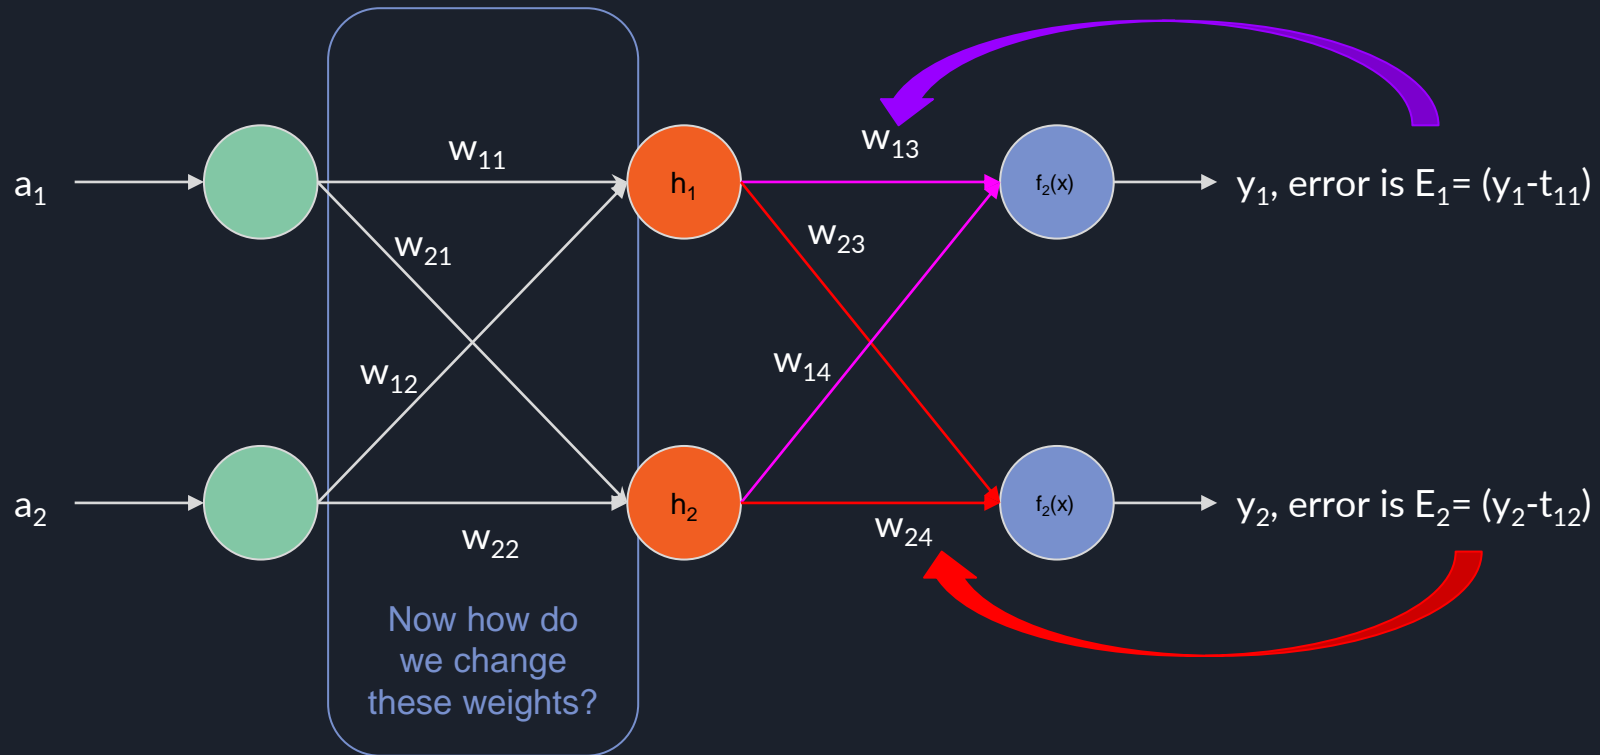 w₁₃
w₁₁
a₁
h₁
f₂(x)
y₁, error is E₁= (y₁-t₁₁)
w₂₁
w₂₃
w₁₂
w₁₄
a₂
h₂
f₂(x)
y₂, error is E₂= (y₂-t₁₂)
w₂₂
w₂₄
Now how do
we change
these weights?